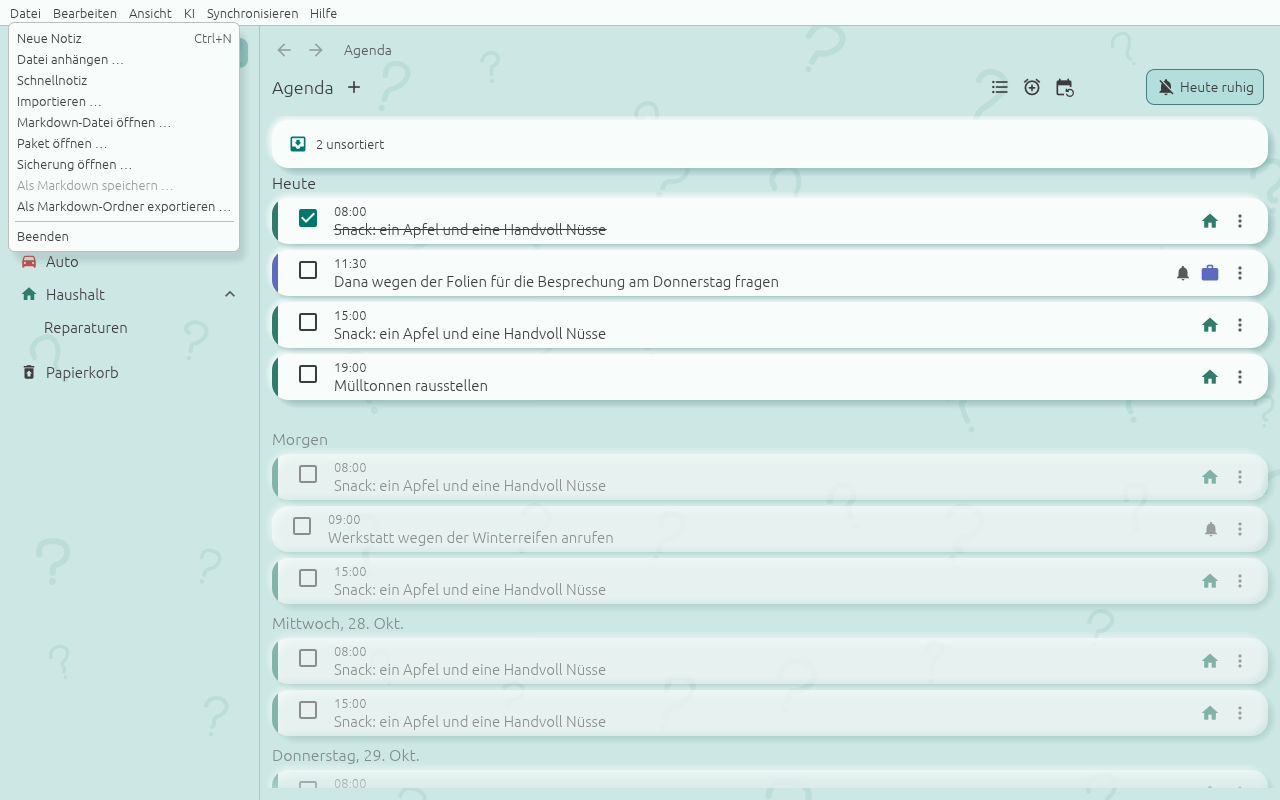 Datei Bearbeiten Ansicht KI Synchronisieren Hilfe
Neue Notiz Ctrl+N
Datei anhängen …
Schnellnotiz
Importieren …
Markdown-Datei öffnen …
Paket öffnen …
Sicherung öffnen …
Als Markdown speichern …
Als Markdown-Ordner exportieren …
Beenden
Auto
Haushalt
Reparaturen
Papierkorb
Agenda
Agenda
Heute ruhig
2 unsortiert
Heute
08:00
Snack: ein Apfel und eine Handvoll Nüsse
11:30
Dana wegen der Folien für die Besprechung am Donnerstag fragen
15:00
Snack: ein Apfel und eine Handvoll Nüsse
19:00
Mülltonnen rausstellen
Morgen
08:00
Snack: ein Apfel und eine Handvoll Nüsse
09:00
Werkstatt wegen der Winterreifen anrufen
15:00
Snack: ein Apfel und eine Handvoll Nüsse
Mittwoch, 28. Okt.
08:00
Snack: ein Apfel und eine Handvoll Nüsse
15:00
Snack: ein Apfel und eine Handvoll Nüsse
Donnerstag, 29. Okt.
08:00